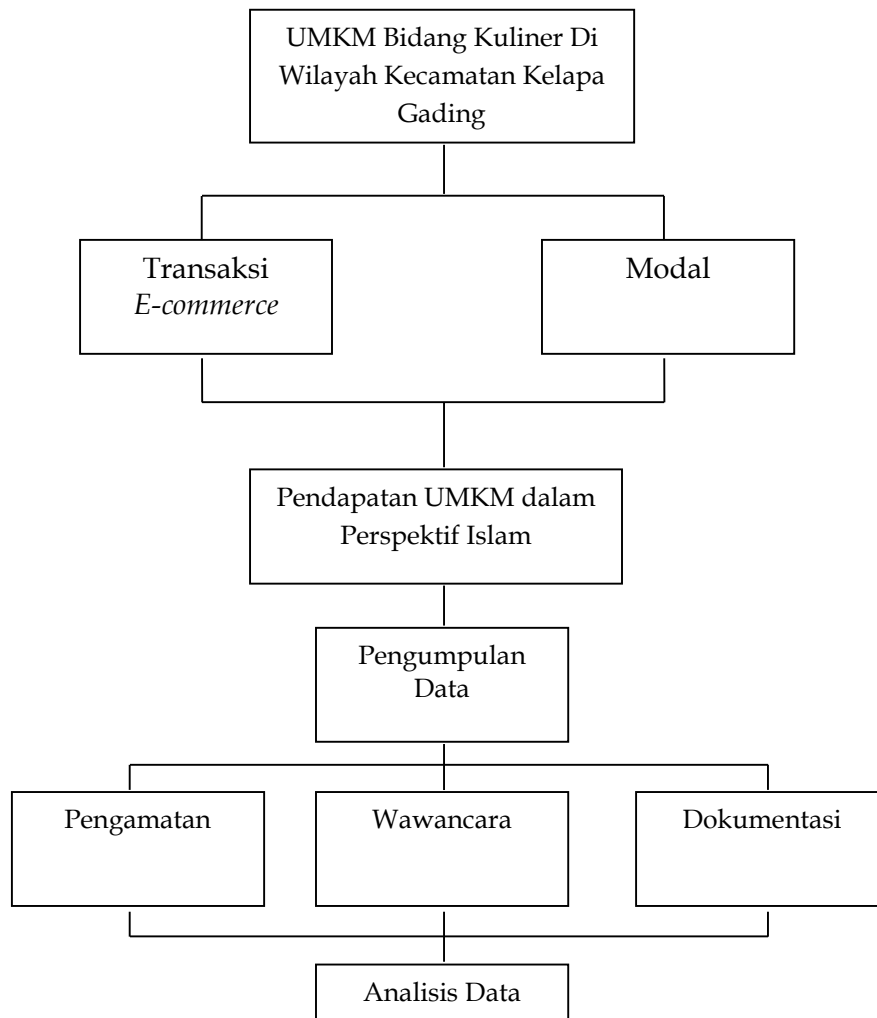 UMKM Bidang Kuliner Di
Wilayah Kecamatan Kelapa
Gading
Transaksi
E-commerce
Modal
Pendapatan UMKM dalam
Perspektif Islam
Pengumpulan
Data
Pengamatan
Wawancara
Dokumentasi
Analisis Data